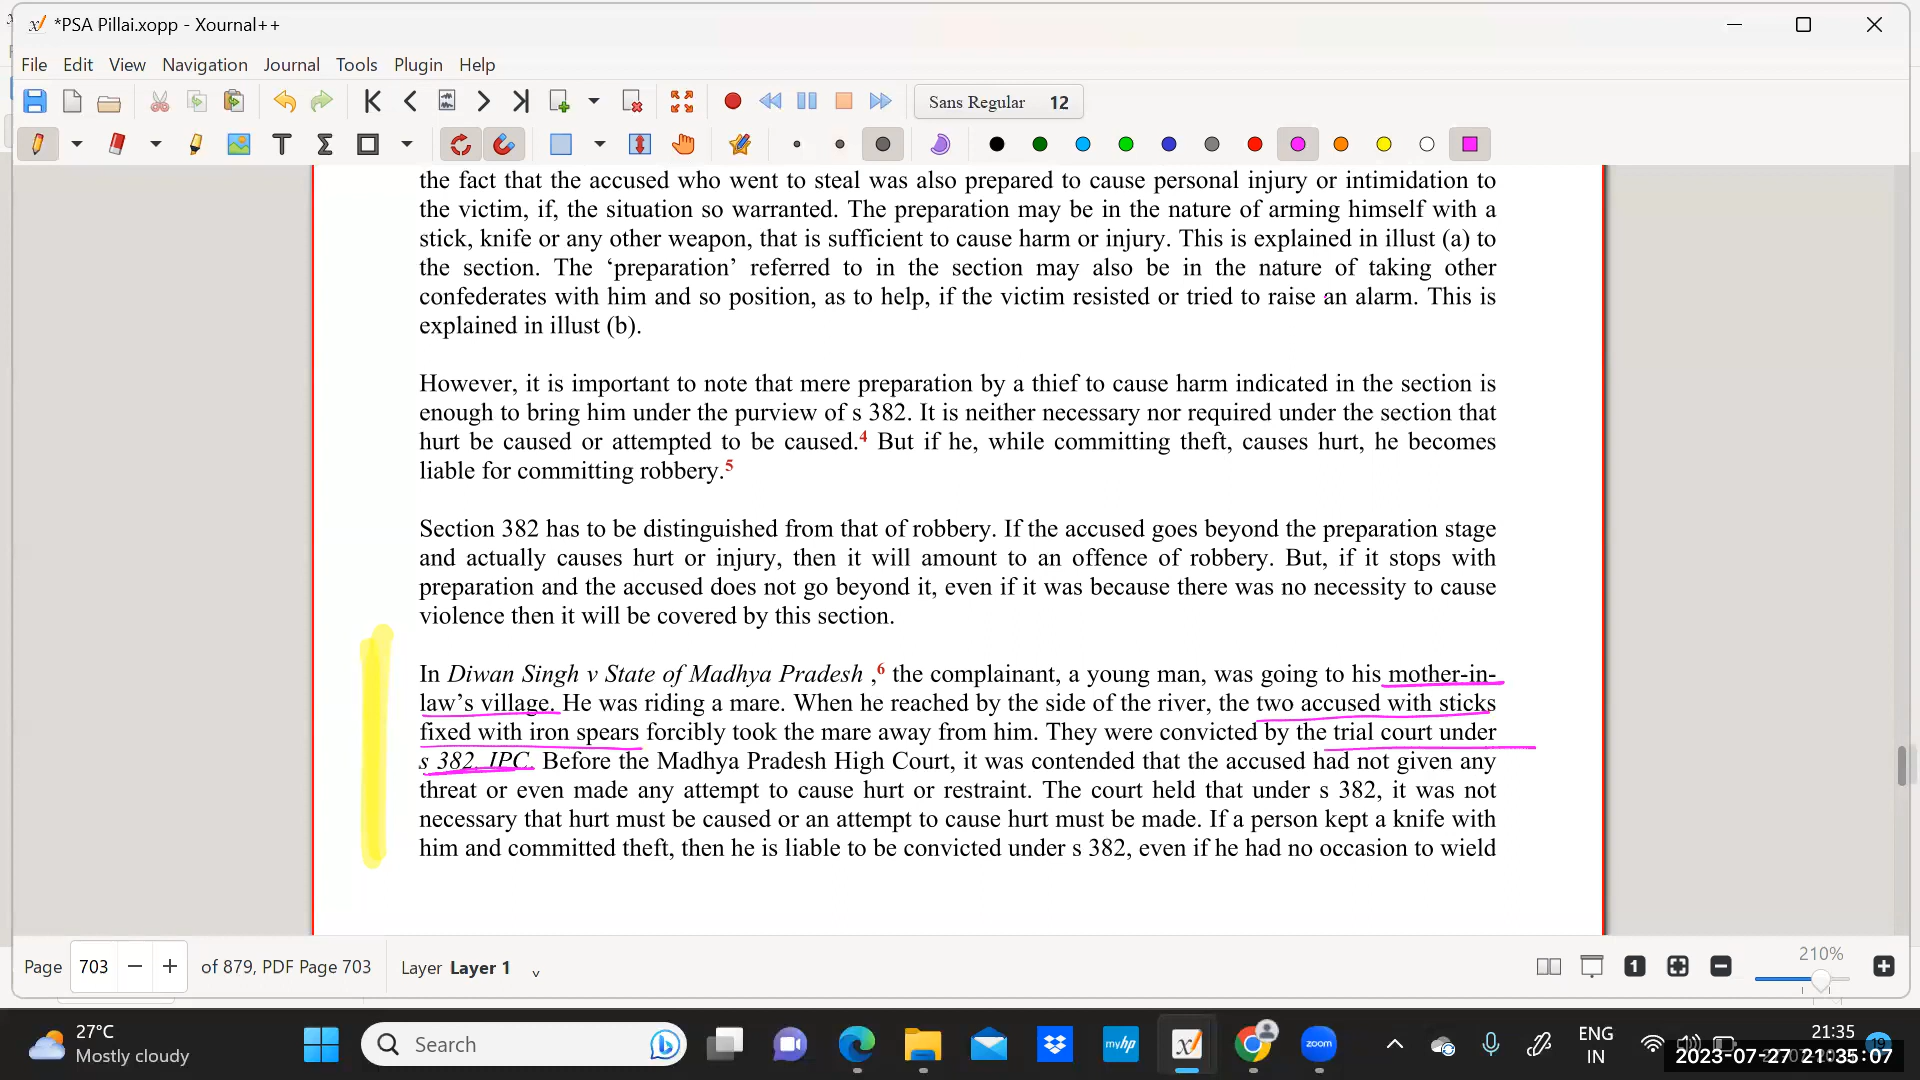 *PSA Pillai.xopp - Xournal++
File Edit View Navigation Journal Tools Plugin Help
Sans Regular 12
the fact that the accused who went to steal was also prepared to cause personal injury or intimidation to
the victim, if, the situation so warranted. The preparation may be in the nature of arming himself with a
stick, knife or any other weapon, that is sufficient to cause harm or injury. This is explained in illust (a) to
the section. The ‘preparation’ referred to in the section may also be in the nature of taking other
confederates with him and so position, as to help, if the victim resisted or tried to raise an alarm. This is
explained in illust (b).
However, it is important to note that mere preparation by a thief to cause harm indicated in the section is
enough to bring him under the purview of s 382. It is neither necessary nor required under the section that
hurt be caused or attempted to be caused.4 But if he, while committing theft, causes hurt, he becomes
liable for committing robbery.5
Section 382 has to be distinguished from that of robbery. If the accused goes beyond the preparation stage
and actually causes hurt or injury, then it will amount to an offence of robbery. But, if it stops with
preparation and the accused does not go beyond it, even if it was because there was no necessity to cause
violence then it will be covered by this section.
In Diwan Singh v State of Madhya Pradesh ,6 the complainant, a young man, was going to his mother-in-
law’s village. He was riding a mare. When he reached by the side of the river, the two accused with sticks
fixed with iron spears forcibly took the mare away from him. They were convicted by the trial court under
s 382, IPC. Before the Madhya Pradesh High Court, it was contended that the accused had not given any
threat or even made any attempt to cause hurt or restraint. The court held that under s 382, it was not
necessary that hurt must be caused or an attempt to cause hurt must be made. If a person kept a knife with
him and committed theft, then he is liable to be convicted under s 382, even if he had no occasion to wield
Page 703 of 879, PDF Page 703 Layer Layer 1 210%
27°C
Mostly cloudy
Search
myhp
zoom
ENG
IN
21:35
19
2023-07-27 21:35:07